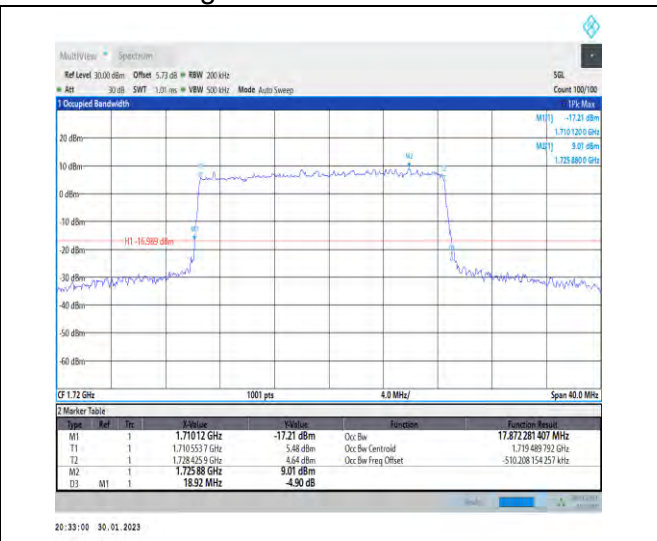 MultiView Spectrum
Ref Level 30.00 dBm Offset 5.73 dB RBW 200 kHz SGL
Att 30 dB SWT 1.01 ms VBW 500 kHz Mode Auto Sweep Count 100/100
1 Occupied Bandwidth 1Pk Max
M1[1] -17.21 dBm
1.710 120 0 GHz
M2[1] 9.01 dBm
1.725 880 0 GHz
20 dBm
10 dBm
M2
0 dBm
-10 dBm
H1 -16.989 dBm
-20 dBm
-30 dBm
-40 dBm
-50 dBm
-60 dBm
CF 1.72 GHz 1001 pts 4.0 MHz/ Span 40.0 MHz
2 Marker Table
Type Ref Trc X-Value Y-Value Function Function Result
M1 1 1.710 12 GHz -17.21 dBm Occ Bw 17.872 281 407 MHz
T1 1 1.710 553 7 GHz 5.48 dBm Occ Bw Centroid 1.719 489 792 GHz
T2 1 1.728 425 9 GHz 4.64 dBm Occ Bw Freq Offset -510.208 154 257 kHz
M2 1 1.725 88 GHz 9.01 dBm
D3 M1 1 18.92 MHz -4.90 dB
20:33:00 30.01.2023